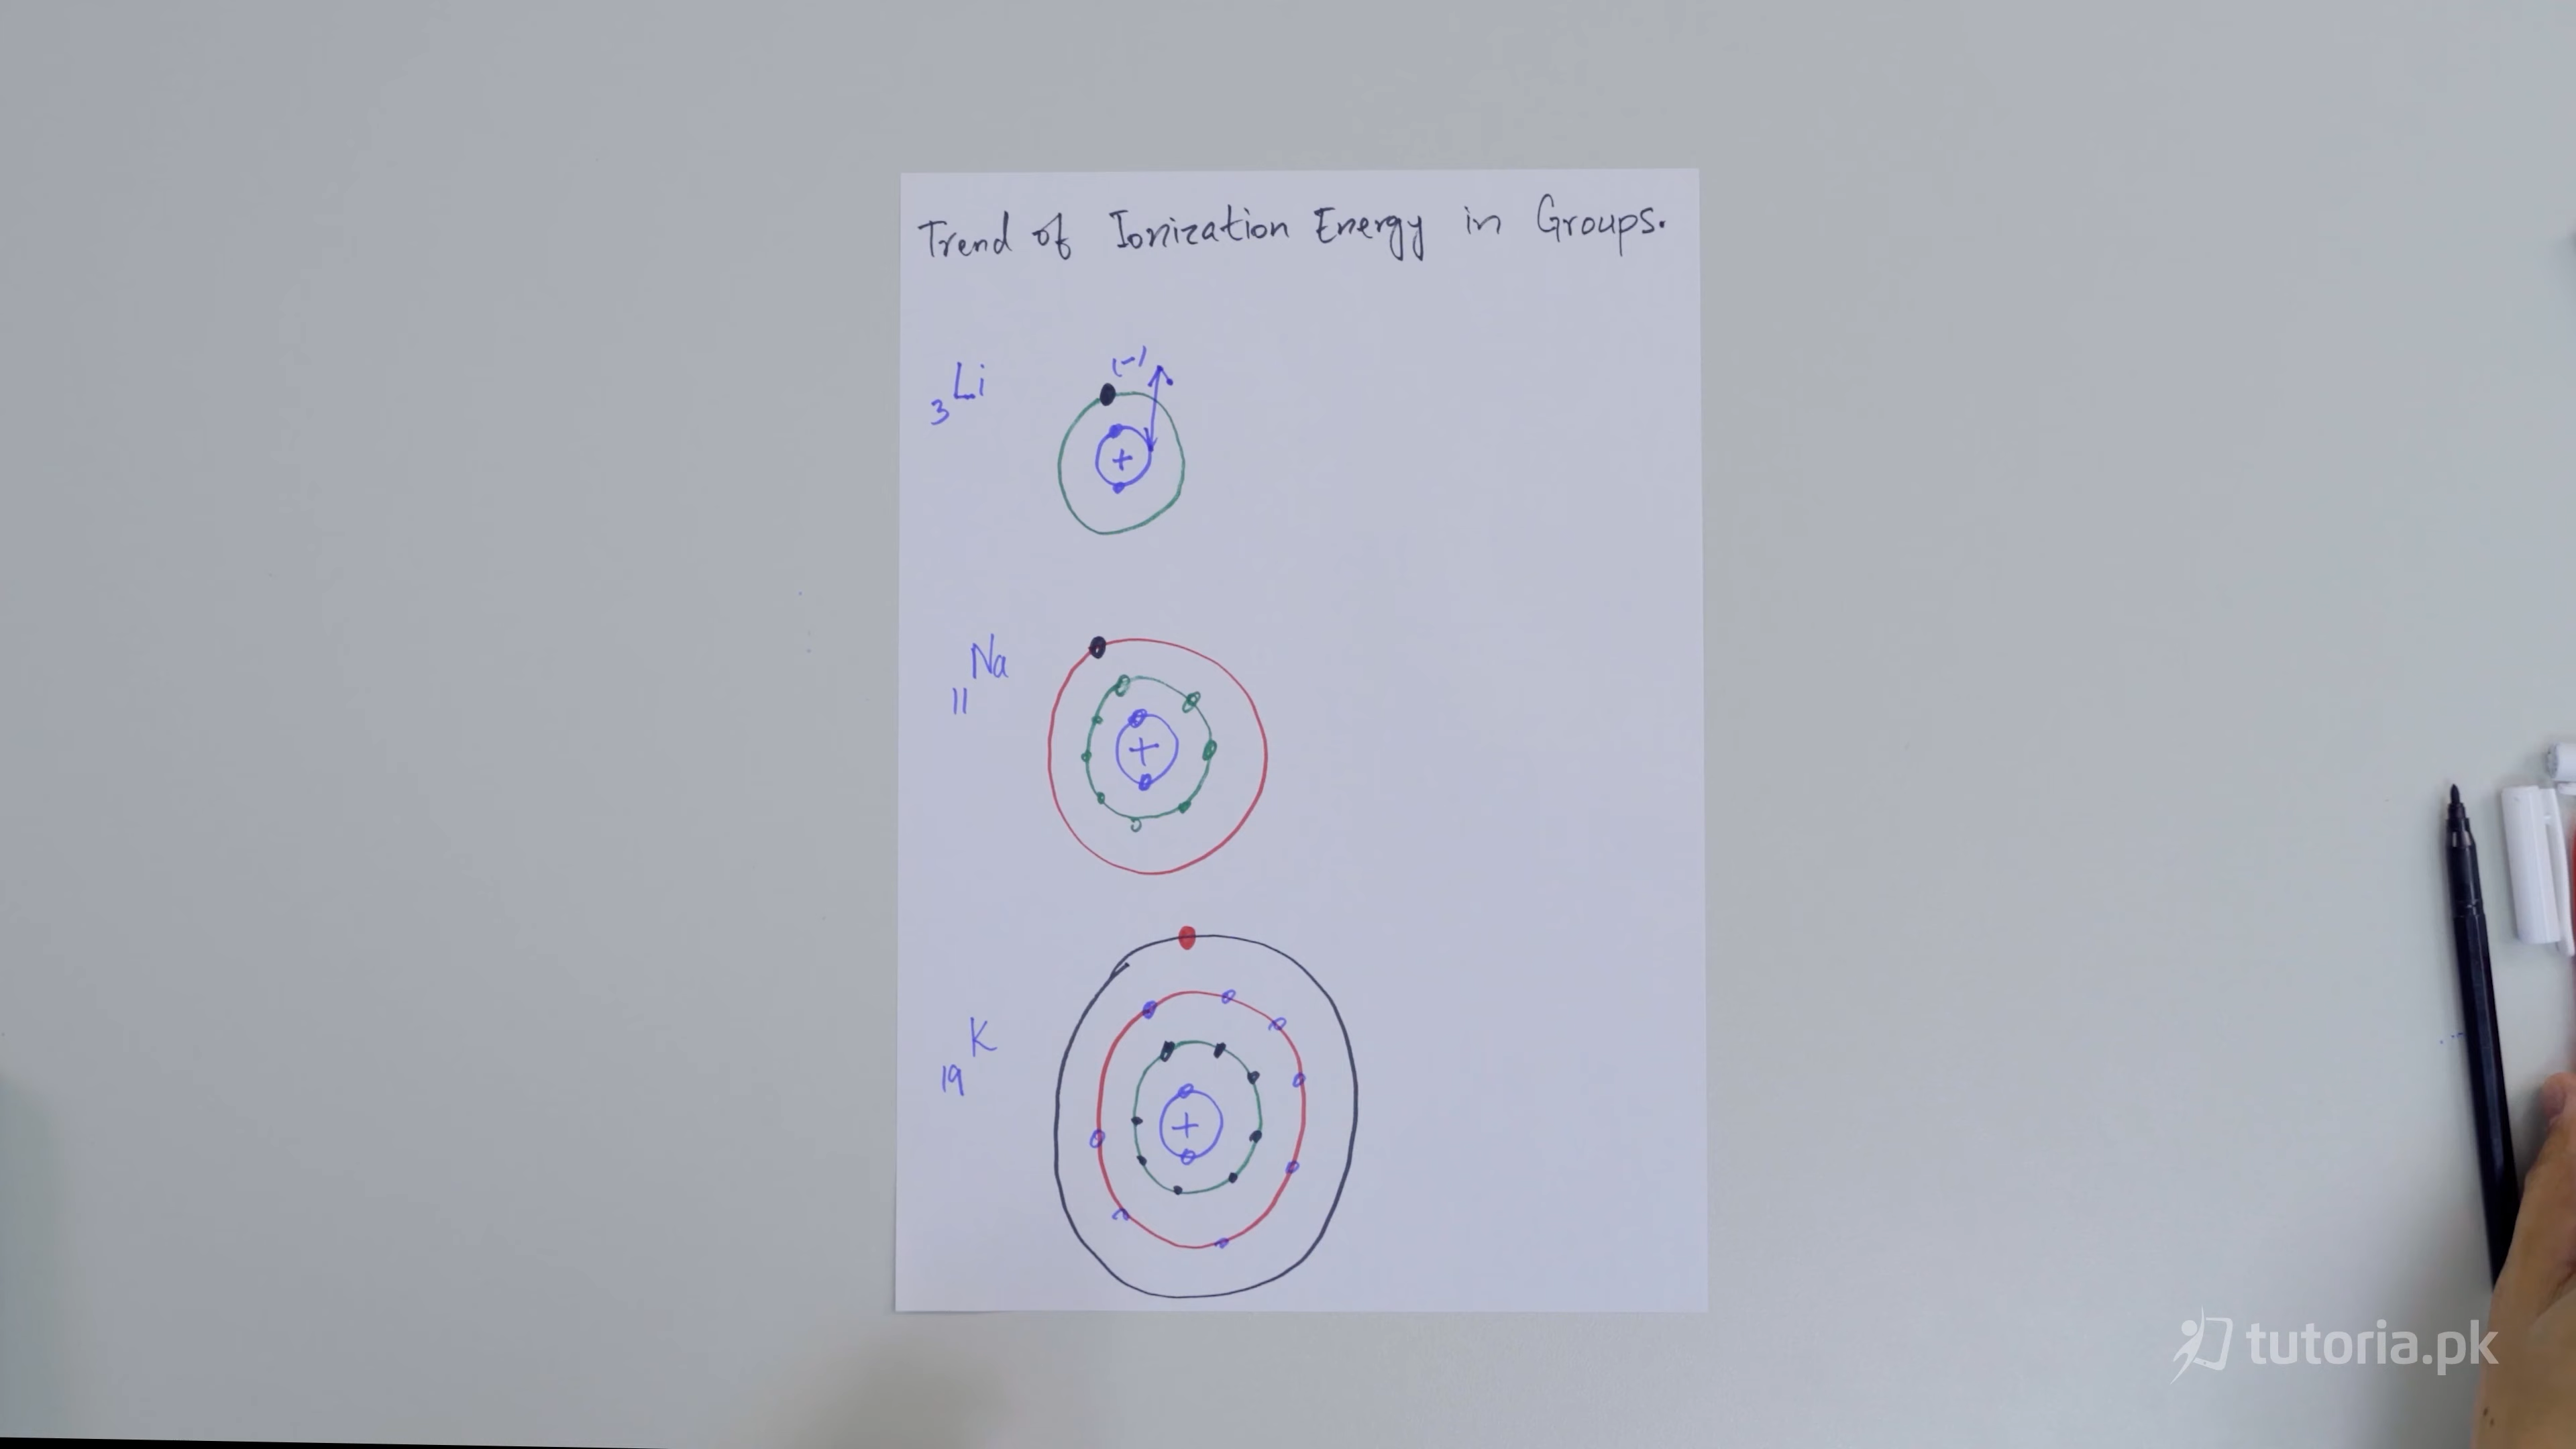 Trend of Ionization Energy in Groups.
(-)
3Li
+
11Na
+
19K
+
tutoria.pk